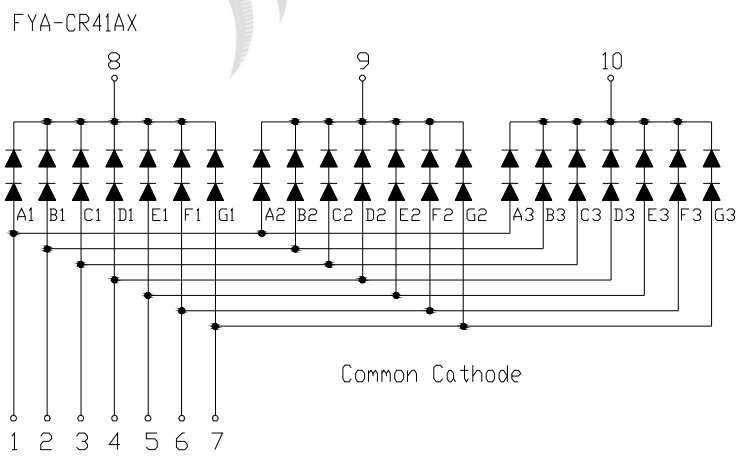 FYA-CR41AX
8 9 10
A1 B1 C1 D1 E1 F1 G1 A2 B2 C2 D2 E2 F2 G2 A3 B3 C3 D3 E3 F3 G3
Common Cathode
1 2 3 4 5 6 7